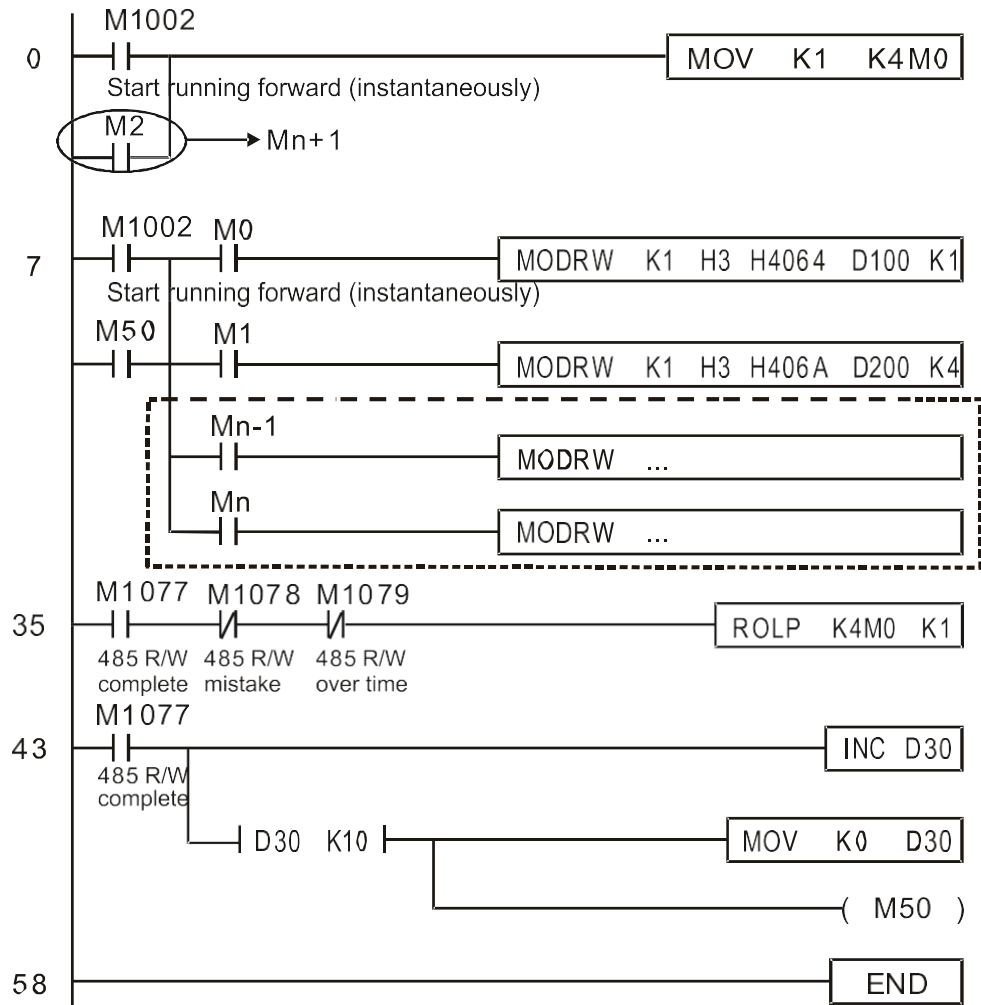 M1002
0 MOV K1 K4M0
Start running forward (instantaneously)
M2
Mn+1
M1002 M0
7 MODRW K1 H3 H4064 D100 K1
Start running forward (instantaneously)
M50 M1
MODRW K1 H3 H406A D200 K4
Mn-1
MODRW ...
Mn
MODRW ...
M1077 M1078 M1079
35 ROLP K4M0 K1
485 R/W 485 R/W 485 R/W
complete mistake over time
M1077
43 INC D30
485 R/W
complete
D30 K10 MOV K0 D30
( M50 )
58 END